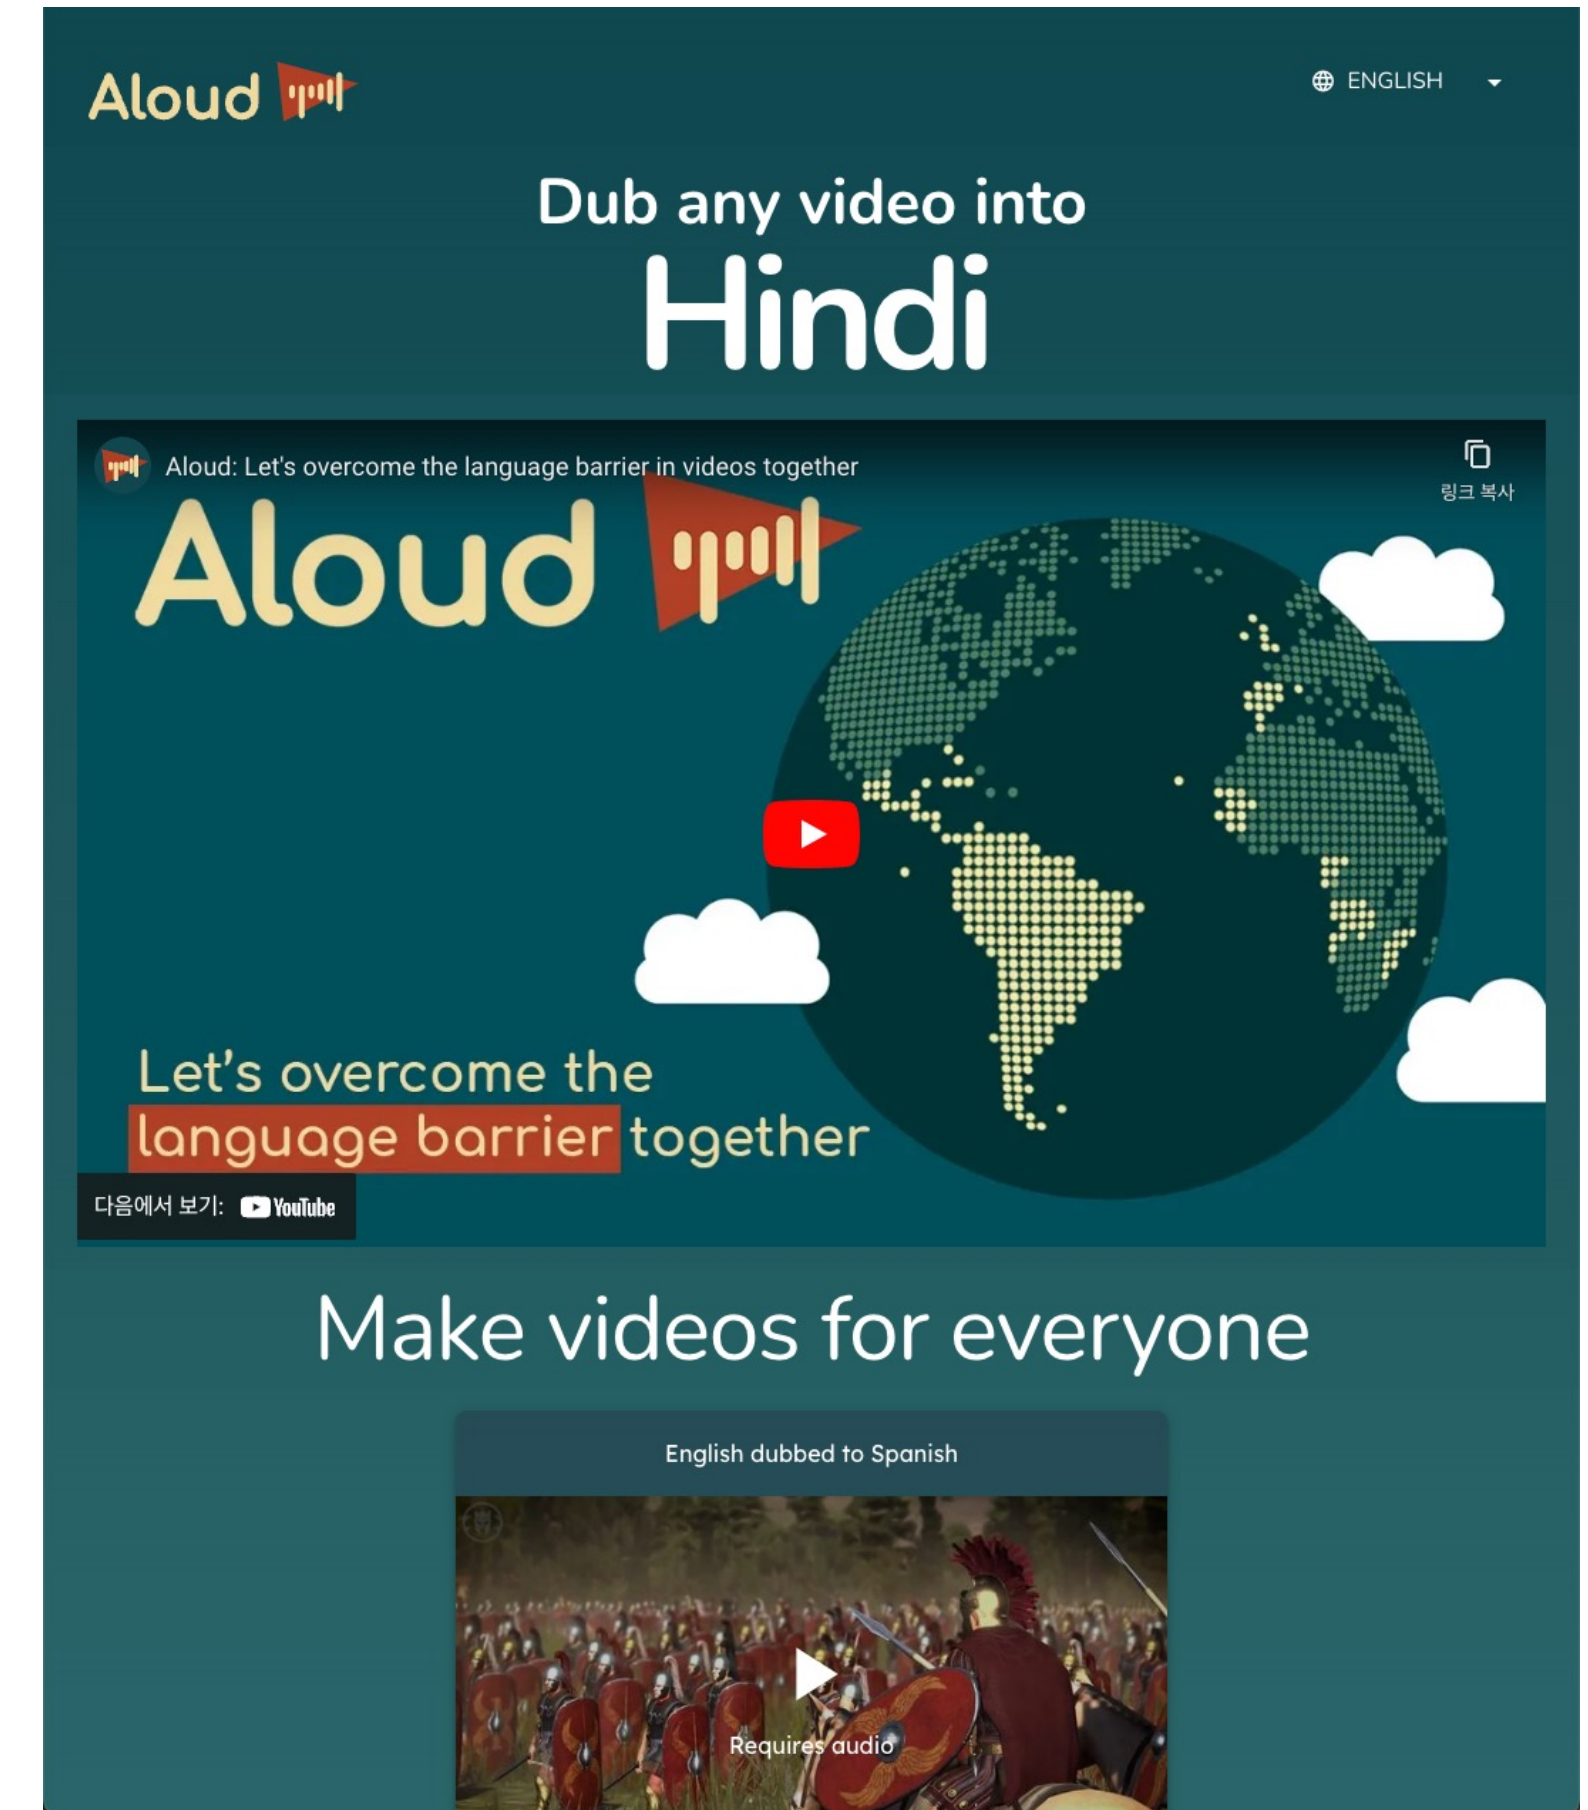 Aloud
ENGLISH
Dub any video into
Hindi
Aloud: Let's overcome the language barrier in videos together
링크 복사
Aloud
Let's overcome the
language barrier together
다음에서 보기: YouTube
Make videos for everyone
English dubbed to Spanish
Requires audio